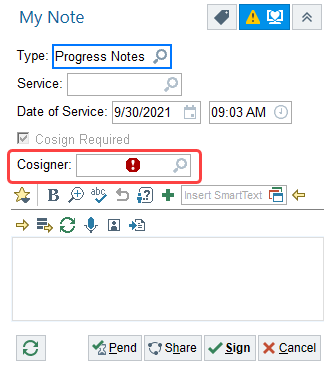 My Note
Type: Progress Notes
Service:
Date of Service: 9/30/2021 09:03 AM
Cosign Required
Cosigner:
B abc Insert SmartText
Pend Share Sign Cancel